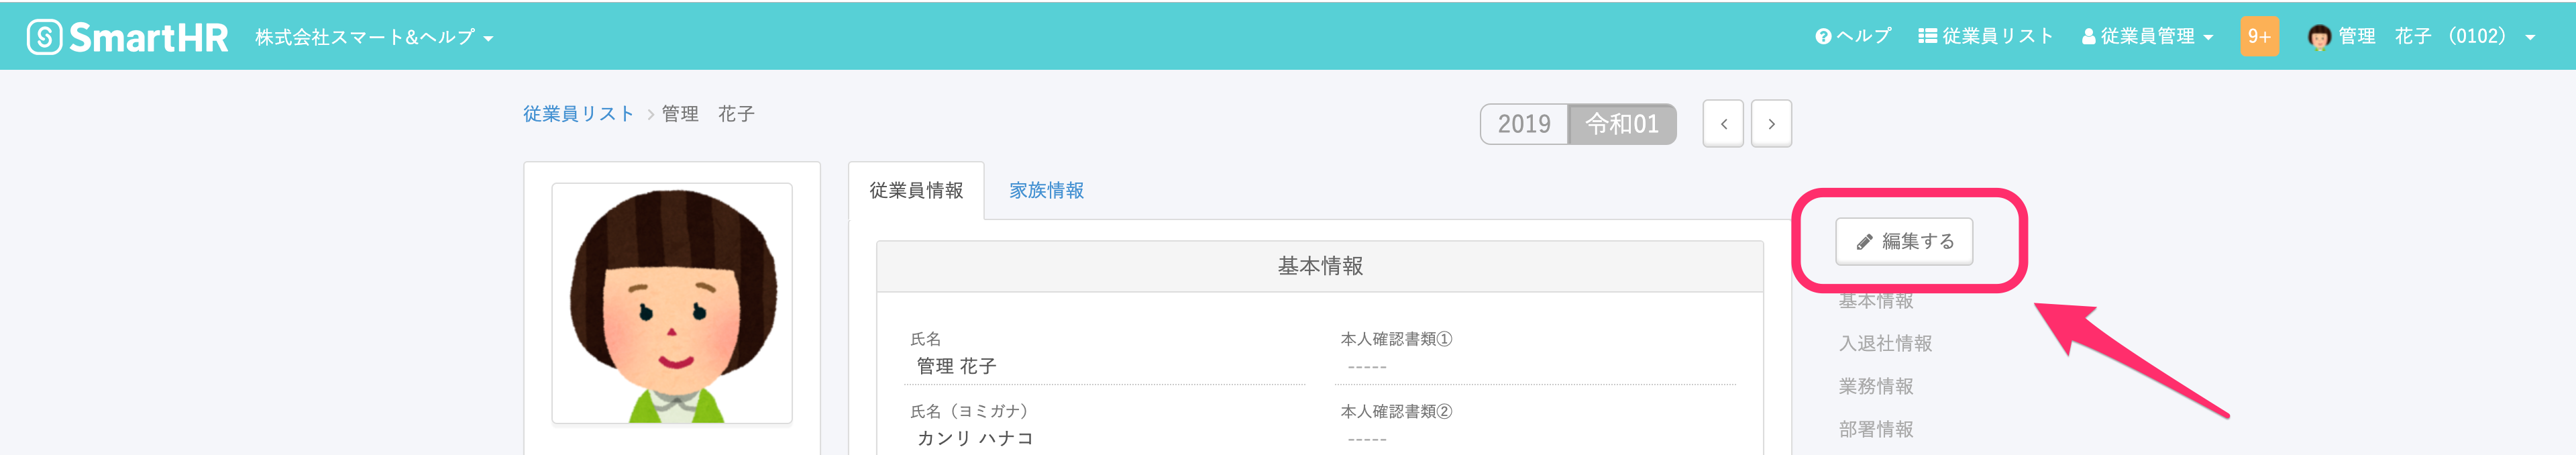 SmartHR 株式会社スマート&ヘルプ ヘルプ 従業員リスト 従業員管理 9+ 管理 花子 (0102)
従業員リスト > 管理 花子 2019 令和01 < >
従業員情報 家族情報
編集する
基本情報
氏名 本人確認書類①
管理 花子 -----
氏名（ヨミガナ） 本人確認書類②
カンリ ハナコ -----
基本情報
入退社情報
業務情報
部署情報